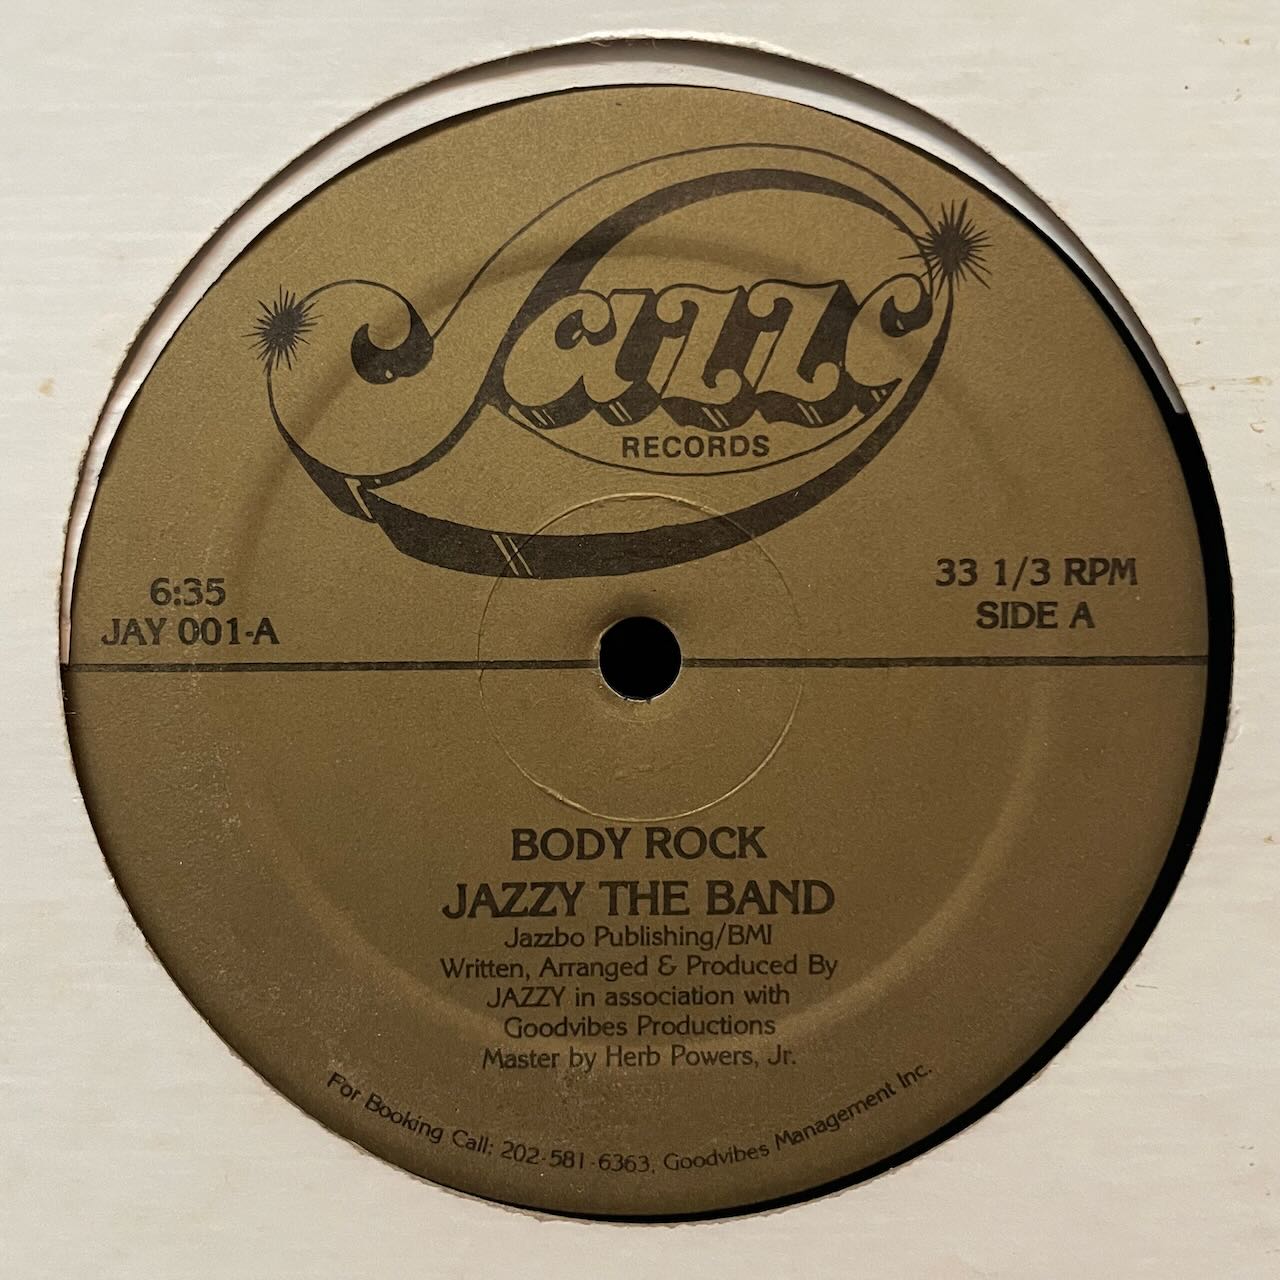 Jazzy
RECORDS
6:35
JAY 001-A
33 1/3 RPM
SIDE A
BODY ROCK
JAZZY THE BAND
Jazzbo Publishing/BMI
Written, Arranged & Produced By
JAZZY in association with
Goodvibes Productions
Master by Herb Powers, Jr.
For Booking Call: 202-581-6363, Goodvibes Management Inc.